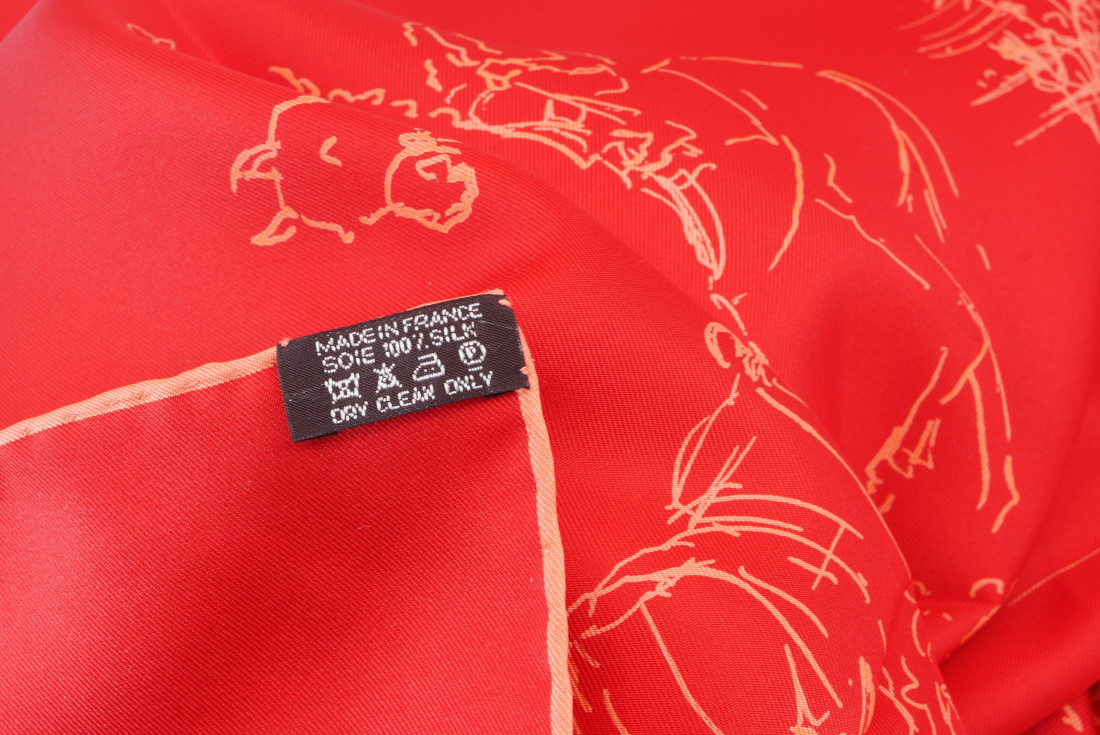 MADE IN FRANCE
SOIE 100% SILK
P
DRY CLEAN ONLY